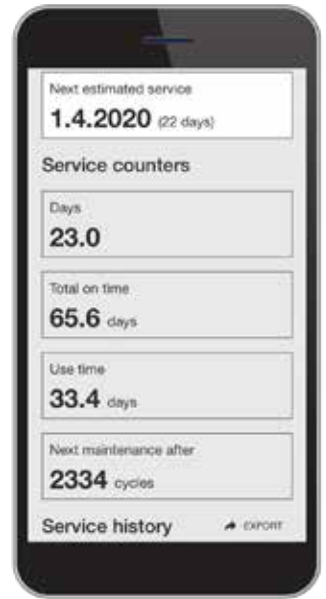 Next estimated service
1.4.2020 (22 days)
Service counters
Days
23.0
Total on time
65.6 days
Use time
33.4 days
Next maintenance after
2334 cycles
Service history EXPORT